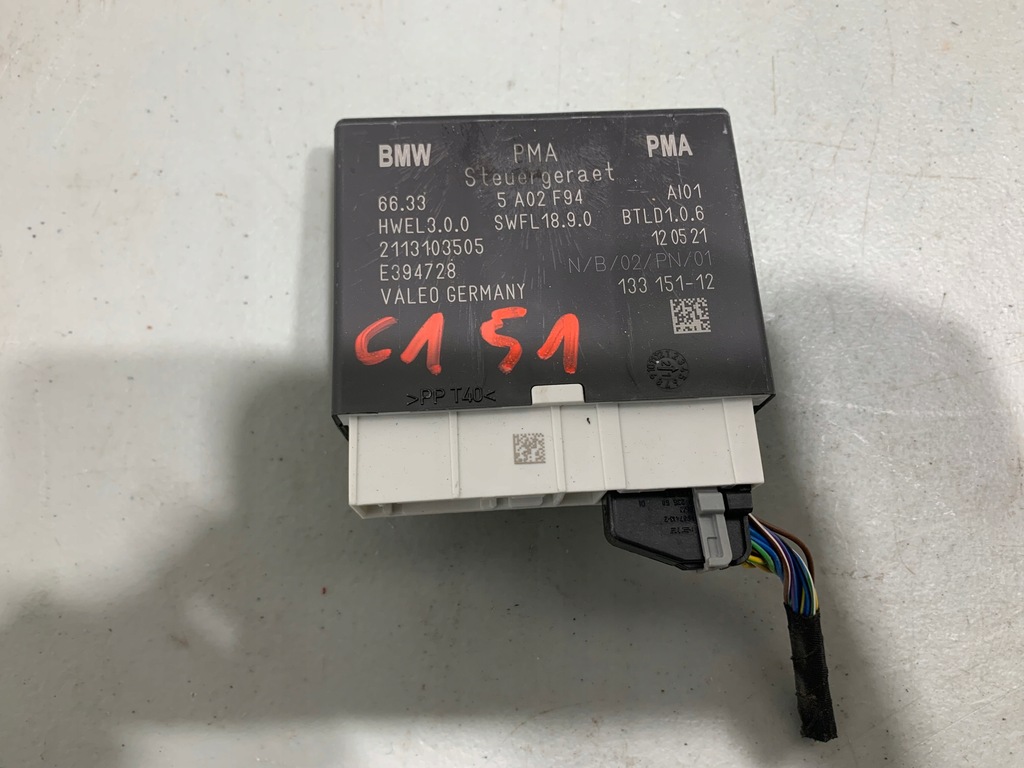 BMW PMA PMA
Steuergeraet
66.33 5 A02 F94 AI01
HWEL3.0.0 SWFL18.9.0 BTLD1.0.6
2113103505 12 05 21
E394728 N/B/02/PN/01
VALEO GERMANY 133 151-12
C1 51
>PP T40<